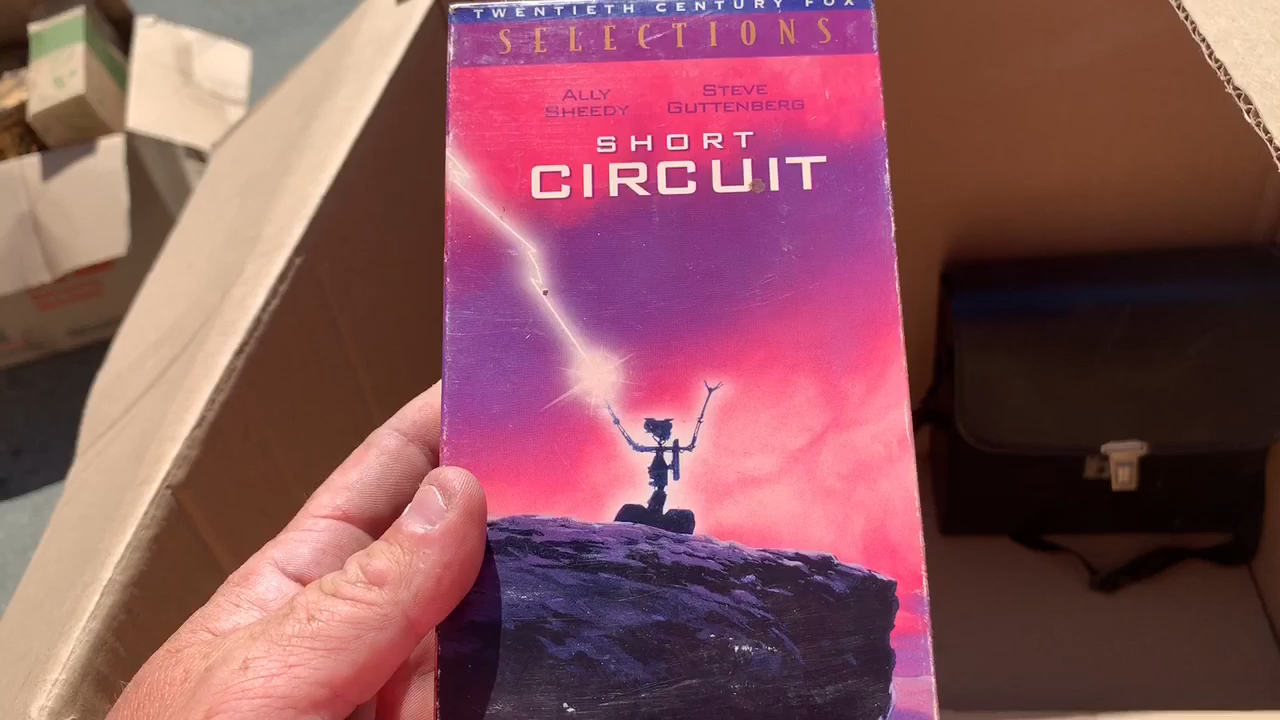 TWENTIETH CENTURY FOX
SELECTIONS
ALLY SHEEDY
STEVE GUTTENBERG
SHORT
CIRCUIT